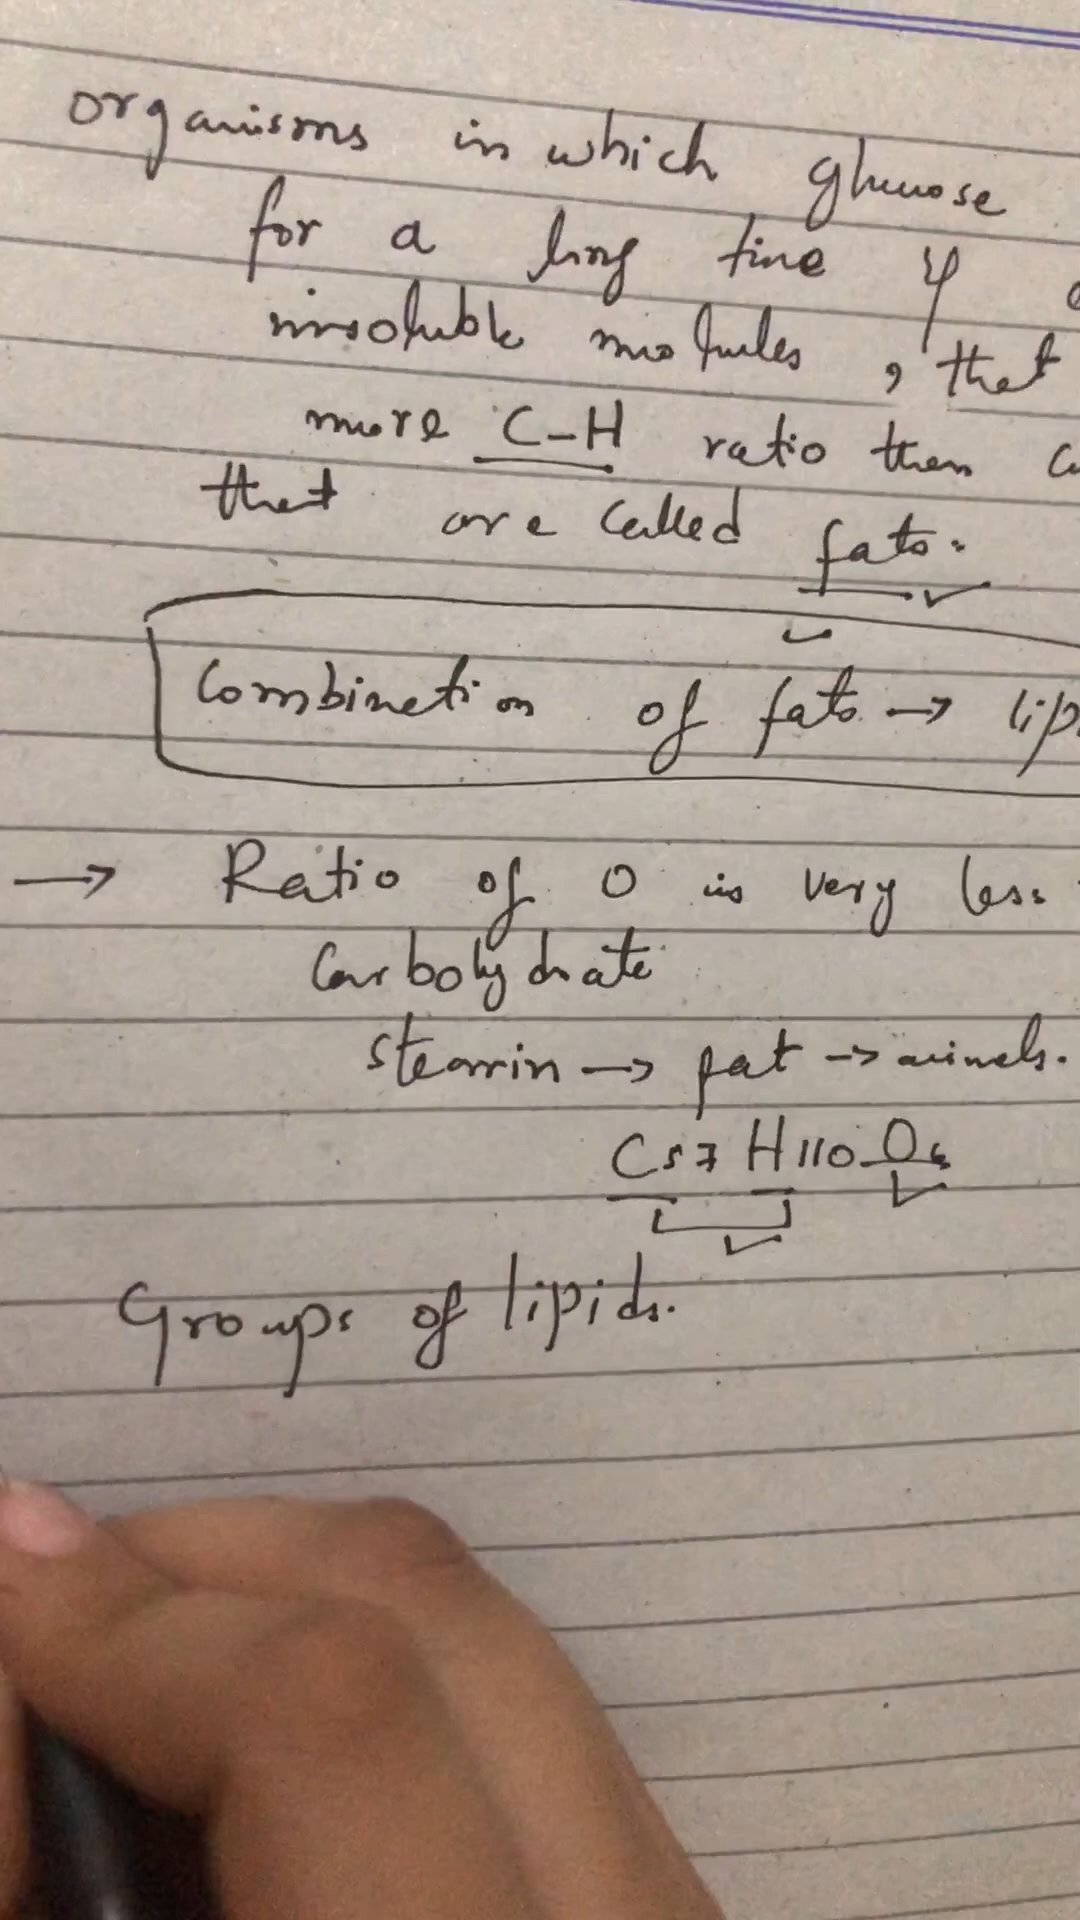 organisms in which glucose
for a long time
insoluble molecules, that
more C-H ratio then
that are called fats.
Combination of fats → lip
→ Ratio of O is very less
Carbohydrate
stearin → fat → animals.
C57 H110 O6
Groups of lipids.